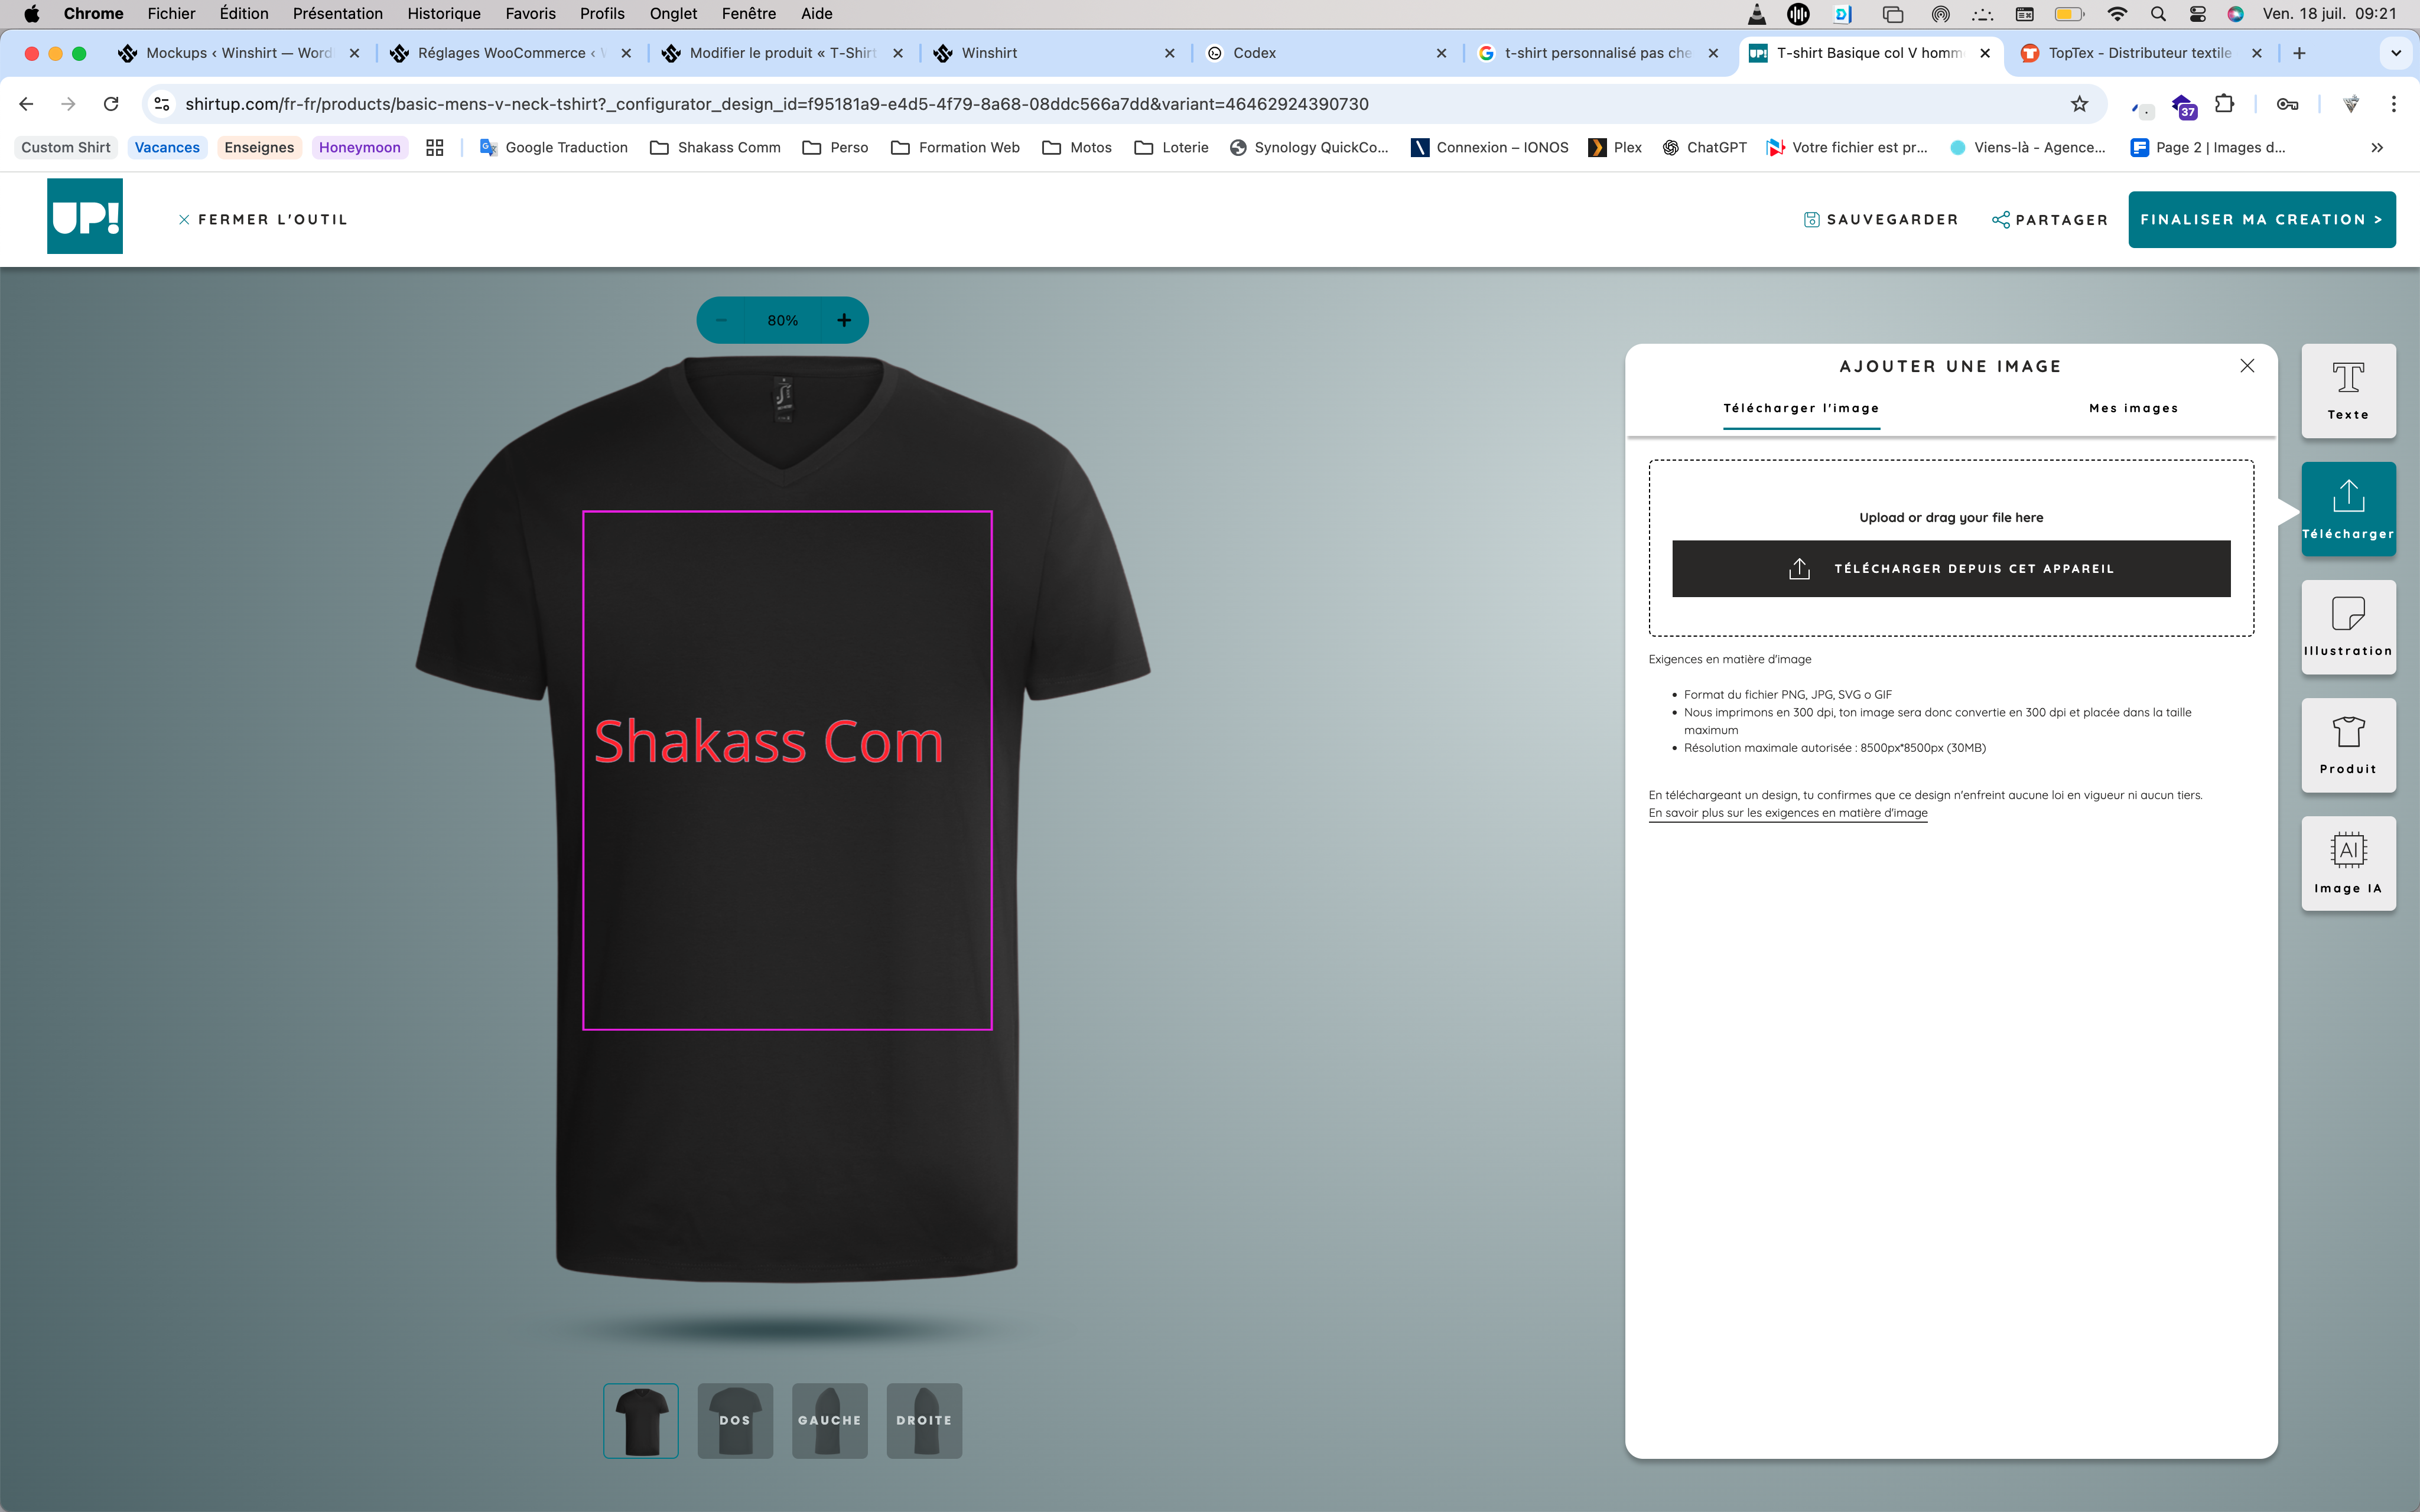 Chrome Fichier Édition Présentation Historique Favoris Profils Onglet Fenêtre Aide Ven. 18 juil. 09:21
Mockups ‹ Winshirt — Word Réglages WooCommerce ‹ W Modifier le produit « T-Shirt Winshirt Codex t-shirt personnalisé pas che T-shirt Basique col V homm TopTex - Distributeur textile
shirtup.com/fr-fr/products/basic-mens-v-neck-tshirt?_configurator_design_id=f95181a9-e4d5-4f79-8a68-08ddc566a7dd&variant=46462924390730 37
Custom Shirt Vacances Enseignes Honeymoon Google Traduction Shakass Comm Perso Formation Web Motos Loterie Synology QuickCo... Connexion – IONOS Plex ChatGPT Votre fichier est pr... Viens-là - Agence... Page 2 | Images d... »
UP! × FERMER L'OUTIL SAUVEGARDER PARTAGER FINALISER MA CREATION >
− 80% +
AJOUTER UNE IMAGE
Télécharger l'image Mes images
Texte
Upload or drag your file here
Télécharger
TÉLÉCHARGER DEPUIS CET APPAREIL
Illustration
Exigences en matière d'image
• Format du fichier PNG, JPG, SVG o GIF
• Nous imprimons en 300 dpi, ton image sera donc convertie en 300 dpi et placée dans la taille
maximum
• Résolution maximale autorisée : 8500px*8500px (30MB)
Shakass Com
Produit
En téléchargeant un design, tu confirmes que ce design n'enfreint aucune loi en vigueur ni aucun tiers.
En savoir plus sur les exigences en matière d'image
AI
Image IA
DOS GAUCHE DROITE